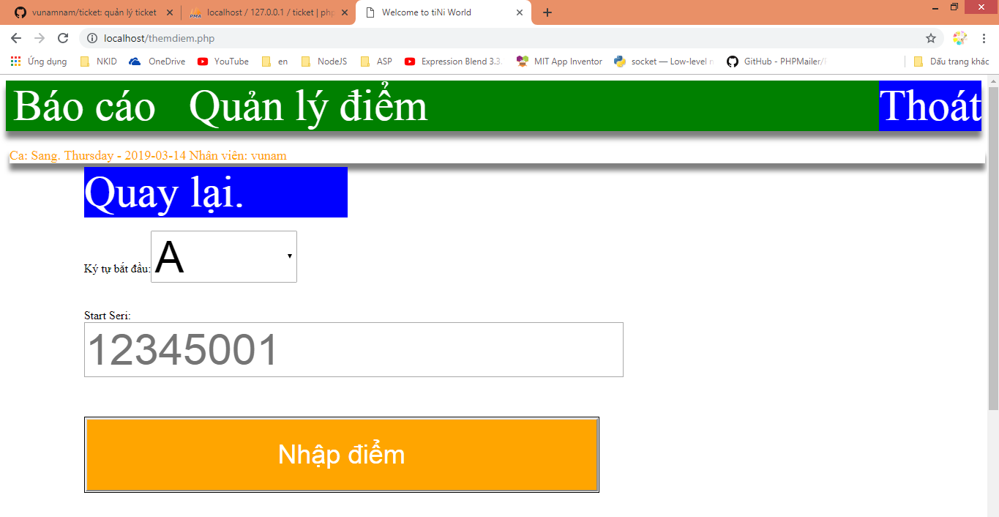 vunamnam/ticket: quản lý ticket
localhost / 127.0.0.1 / ticket | php
Welcome to tiNi World
localhost/themdiem.php
Ứng dụng NKID OneDrive YouTube en NodeJS ASP Expression Blend 3.3. MIT App Inventor socket — Low-level n GitHub - PHPMailer/ Dấu trang khác
Báo cáo Quản lý điểm Thoát
Ca: Sang. Thursday - 2019-03-14 Nhân viên: vunam
Quay lại.
Ký tự bắt đầu: A
Start Seri:
12345001
Nhập điểm